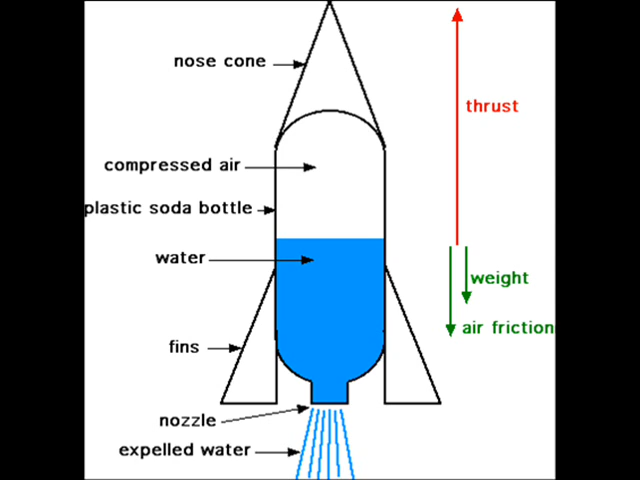 nose cone
thrust
compressed air
plastic soda bottle
water
weight
air friction
fins
nozzle
expelled water